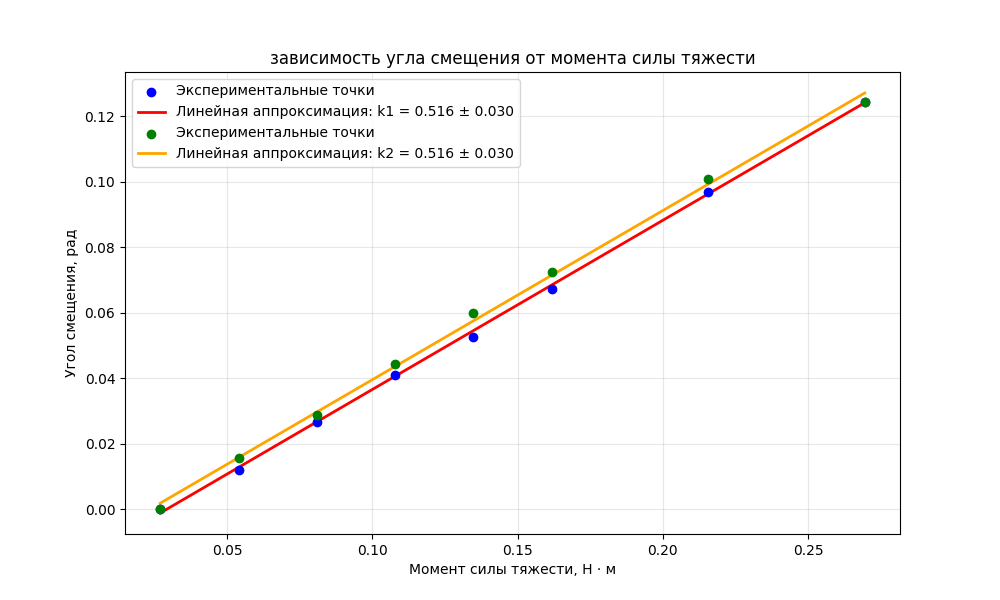 зависимость угла смещения от момента силы тяжести
Экспериментальные точки
Линейная аппроксимация: k1 = 0.516 ± 0.030
Экспериментальные точки
Линейная аппроксимация: k2 = 0.516 ± 0.030
Угол смещения, рад
0.12
0.10
0.08
0.06
0.04
0.02
0.00
0.05 0.10 0.15 0.20 0.25
Момент силы тяжести, Н · м